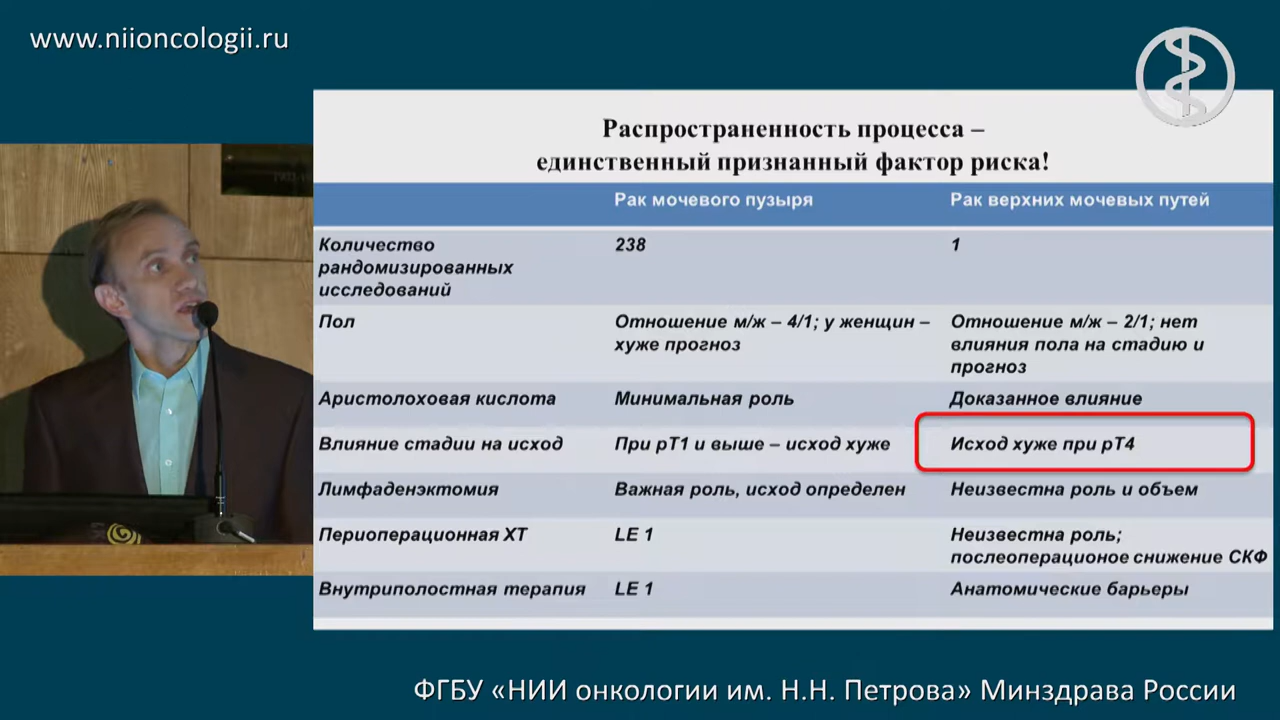 www.niioncologii.ru
Распространенность процесса –
единственный признанный фактор риска!
Рак мочевого пузыря
Рак верхних мочевых путей
Количество
рандомизированных
исследований
238
1
Пол
Отношение м/ж – 4/1; у женщин –
хуже прогноз
Отношение м/ж – 2/1; нет
влияния пола на стадию и
прогноз
Аристолоховая кислота
Минимальная роль
Доказанное влияние
Влияние стадии на исход
При рТ1 и выше – исход хуже
Исход хуже при рТ4
Лимфаденэктомия
Важная роль, исход определен
Неизвестна роль и объем
Периоперационная ХТ
LE 1
Неизвестна роль;
послеоперационое снижение СКФ
Внутриполостная терапия
LE 1
Анатомические барьеры
ФГБУ «НИИ онкологии им. Н.Н. Петрова» Минздрава России